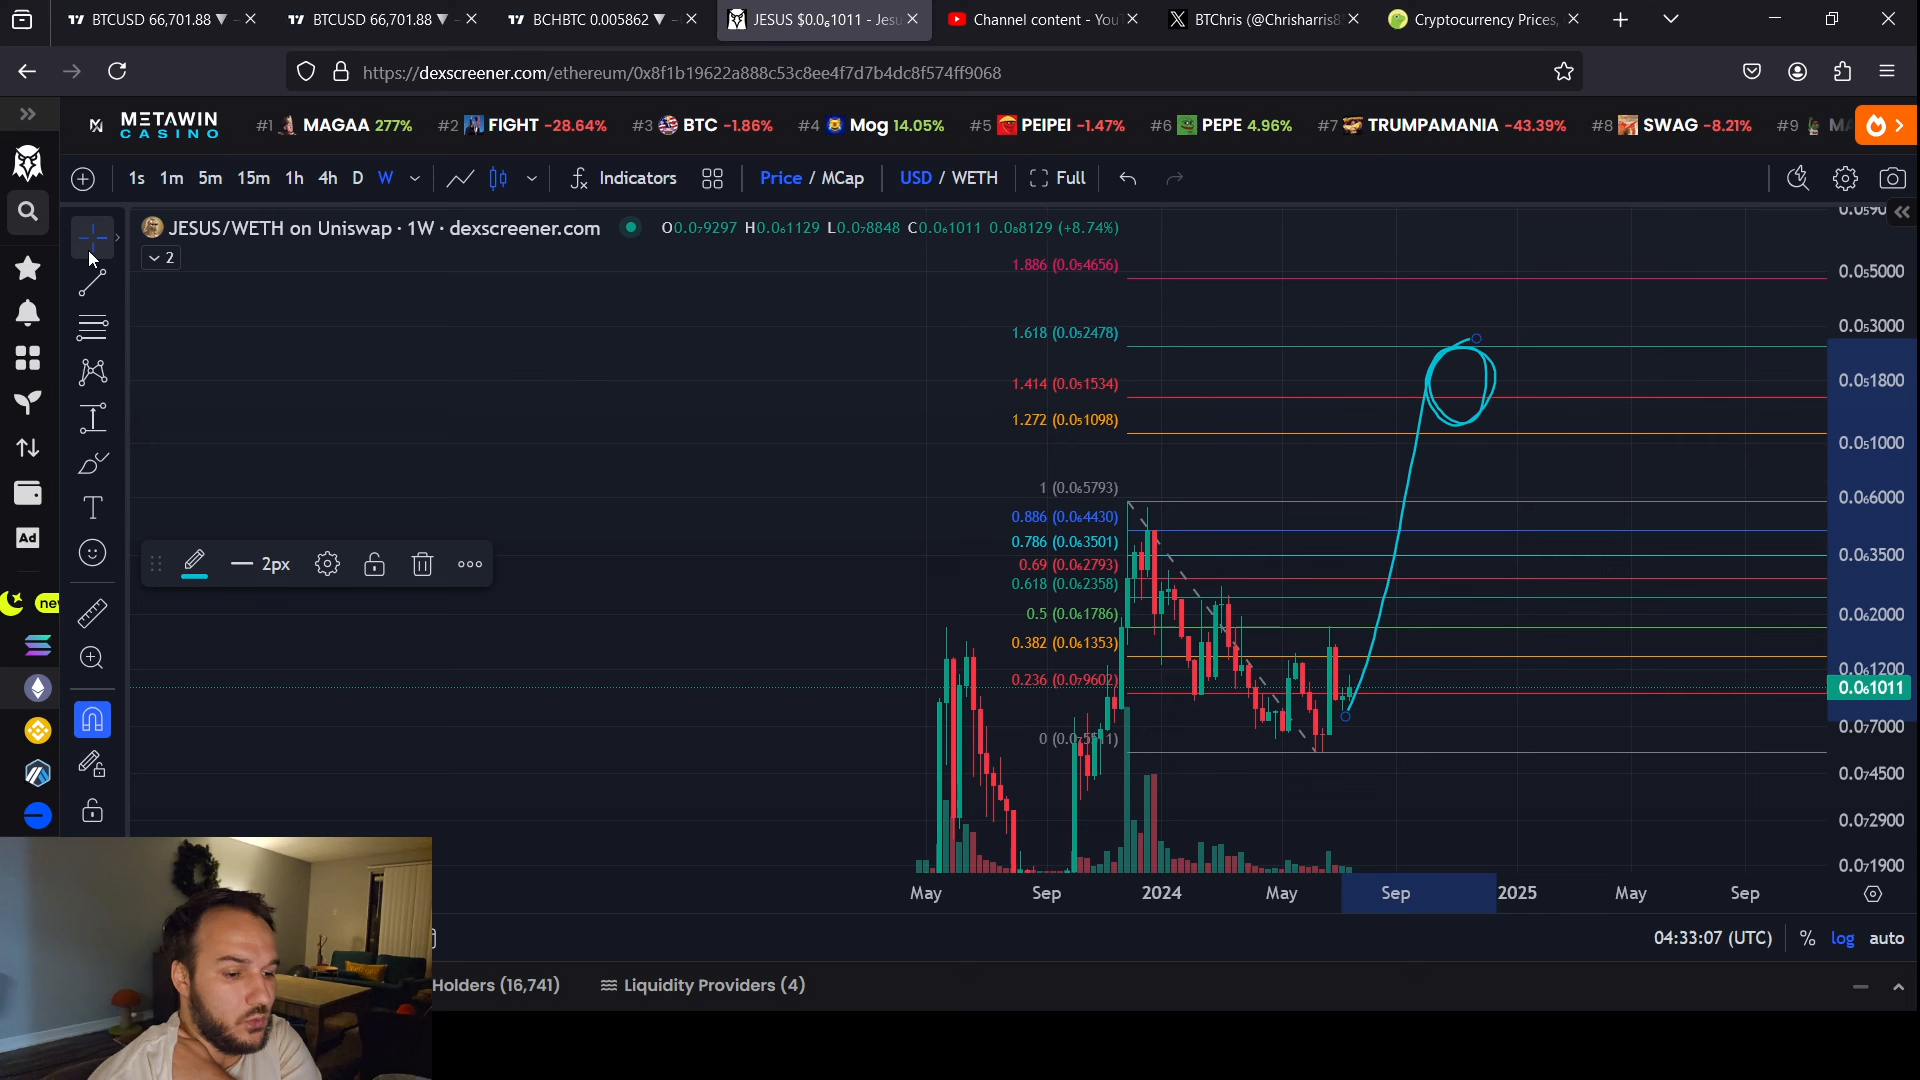 BTCUSD 66,701.88 ▼ BTCUSD 66,701.88 ▼ BCHBTC 0.005862 ▼ JESUS $0.0₆1011 - Jesu Channel content - You BTChris (@Chrisharris8 Cryptocurrency Prices,
https://dexscreener.com/ethereum/0x8f1b19622a888c53c8ee4f7d7b4dc8f574ff9068
METAWIN CASINO #1 MAGAA 277% #2 FIGHT -28.64% #3 BTC -1.86% #4 Mog 14.05% #5 PEIPEI -1.47% #6 PEPE 4.96% #7 TRUMPAMANIA -43.39% #8 SWAG -8.21% #9
1s 1m 5m 15m 1h 4h D W Indicators Price / MCap USD / WETH Full
JESUS/WETH on Uniswap · 1W · dexscreener.com O0.0₇9297 H0.0₆1129 L0.0₇8848 C0.0₆1011 0.0₈8129 (+8.74%)
2
1.886 (0.0₅4656)
0.0₅5000
1.618 (0.0₅2478)
0.0₅3000
1.414 (0.0₅1534)
0.0₅1800
1.272 (0.0₅1098)
0.0₅1000
1 (0.0₆5793)
0.0₆6000
0.886 (0.0₆4430)
0.786 (0.0₆3501)
0.0₆3500
0.69 (0.0₆2793)
0.618 (0.0₆2358)
0.5 (0.0₆1786)
0.0₆2000
0.382 (0.0₆1353)
0.0₆1200
0.236 (0.0₇9602)
0.0₆1011
0.0₇7000
0.0₇4500
0.0₇2900
0.0₇1900
2px
Ad
new
May Sep 2024 May Sep 2025 May Sep
04:33:07 (UTC) % log auto
Holders (16,741) Liquidity Providers (4)